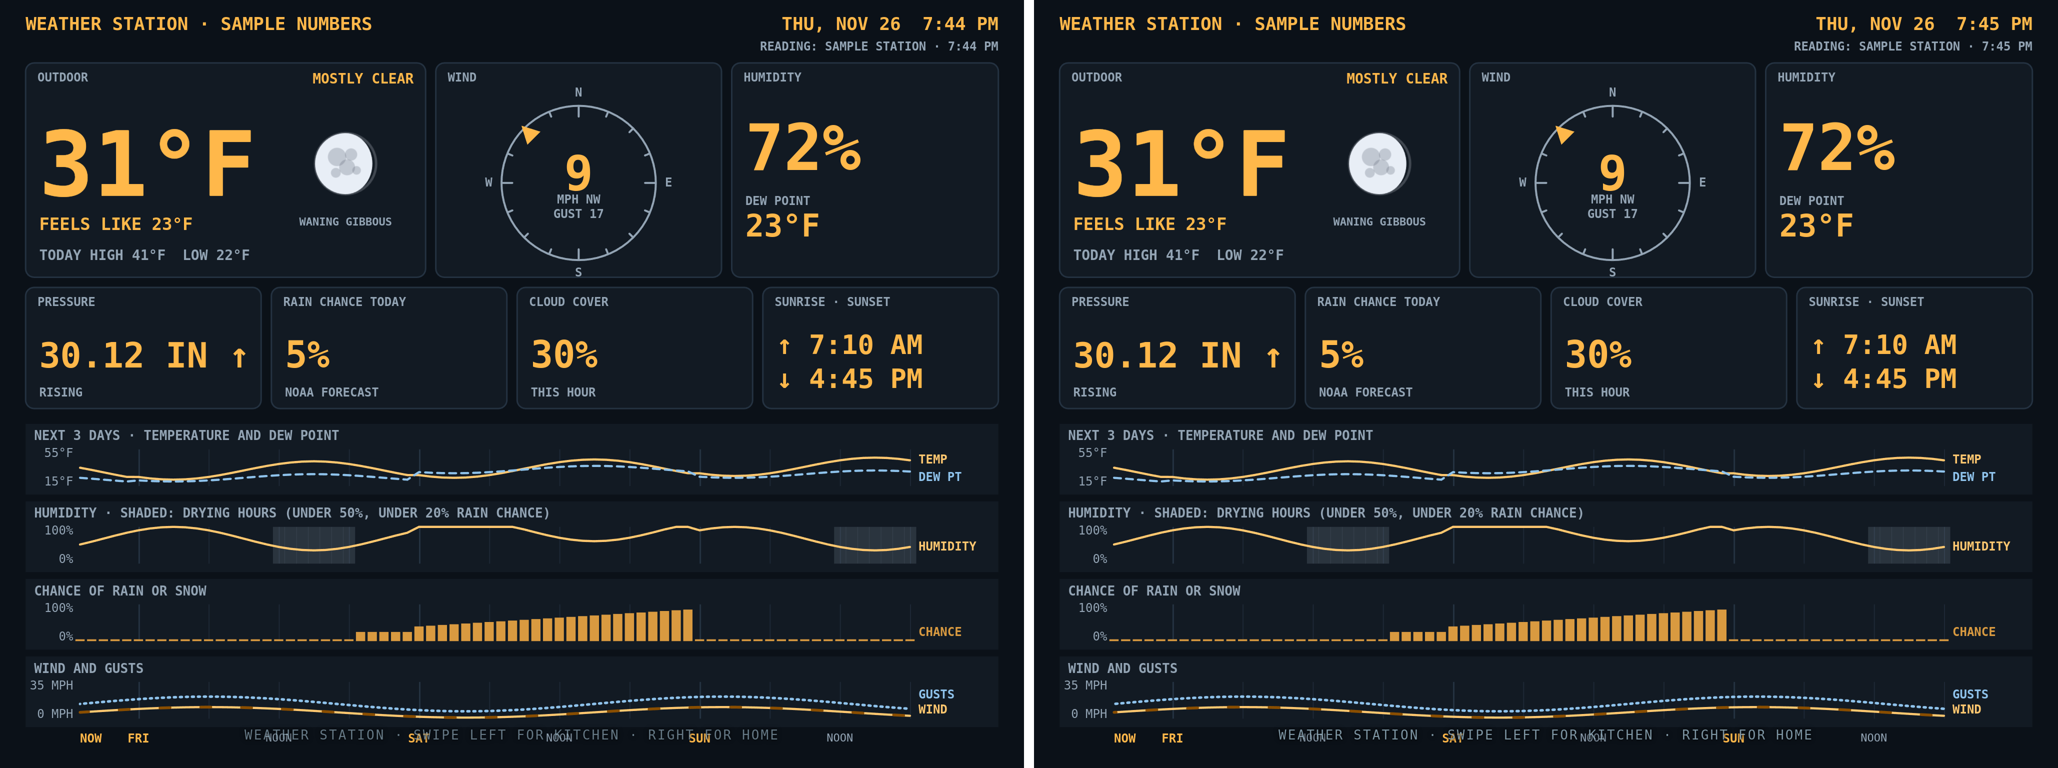 WEATHER STATION · SAMPLE NUMBERS
THU, NOV 26  7:44 PM
READING: SAMPLE STATION · 7:44 PM
OUTDOOR
MOSTLY CLEAR
31°F
FEELS LIKE 23°F
WANING GIBBOUS
TODAY HIGH 41°F  LOW 22°F
WIND
N
W
E
S
9
MPH NW
GUST 17
HUMIDITY
72%
DEW POINT
23°F
PRESSURE
30.12 IN ↑
RISING
RAIN CHANCE TODAY
5%
NOAA FORECAST
CLOUD COVER
30%
THIS HOUR
SUNRISE · SUNSET
↑ 7:10 AM
↓ 4:45 PM
NEXT 3 DAYS · TEMPERATURE AND DEW POINT
55°F
15°F
TEMP
DEW PT
HUMIDITY · SHADED: DRYING HOURS (UNDER 50%, UNDER 20% RAIN CHANCE)
100%
0%
HUMIDITY
CHANCE OF RAIN OR SNOW
100%
0%
CHANCE
WIND AND GUSTS
35 MPH
0 MPH
GUSTS
WIND
NOW FRI NOON SAT NOON SUN NOON
WEATHER STATION · SWIPE LEFT FOR KITCHEN · RIGHT FOR HOME
WEATHER STATION · SAMPLE NUMBERS
THU, NOV 26  7:45 PM
READING: SAMPLE STATION · 7:45 PM
OUTDOOR
MOSTLY CLEAR
31°F
FEELS LIKE 23°F
WANING GIBBOUS
TODAY HIGH 41°F  LOW 22°F
WIND
N
W
E
S
9
MPH NW
GUST 17
HUMIDITY
72%
DEW POINT
23°F
PRESSURE
30.12 IN ↑
RISING
RAIN CHANCE TODAY
5%
NOAA FORECAST
CLOUD COVER
30%
THIS HOUR
SUNRISE · SUNSET
↑ 7:10 AM
↓ 4:45 PM
NEXT 3 DAYS · TEMPERATURE AND DEW POINT
55°F
15°F
TEMP
DEW PT
HUMIDITY · SHADED: DRYING HOURS (UNDER 50%, UNDER 20% RAIN CHANCE)
100%
0%
HUMIDITY
CHANCE OF RAIN OR SNOW
100%
0%
CHANCE
WIND AND GUSTS
35 MPH
0 MPH
GUSTS
WIND
NOW FRI NOON SAT NOON SUN NOON
WEATHER STATION · SWIPE LEFT FOR KITCHEN · RIGHT FOR HOME